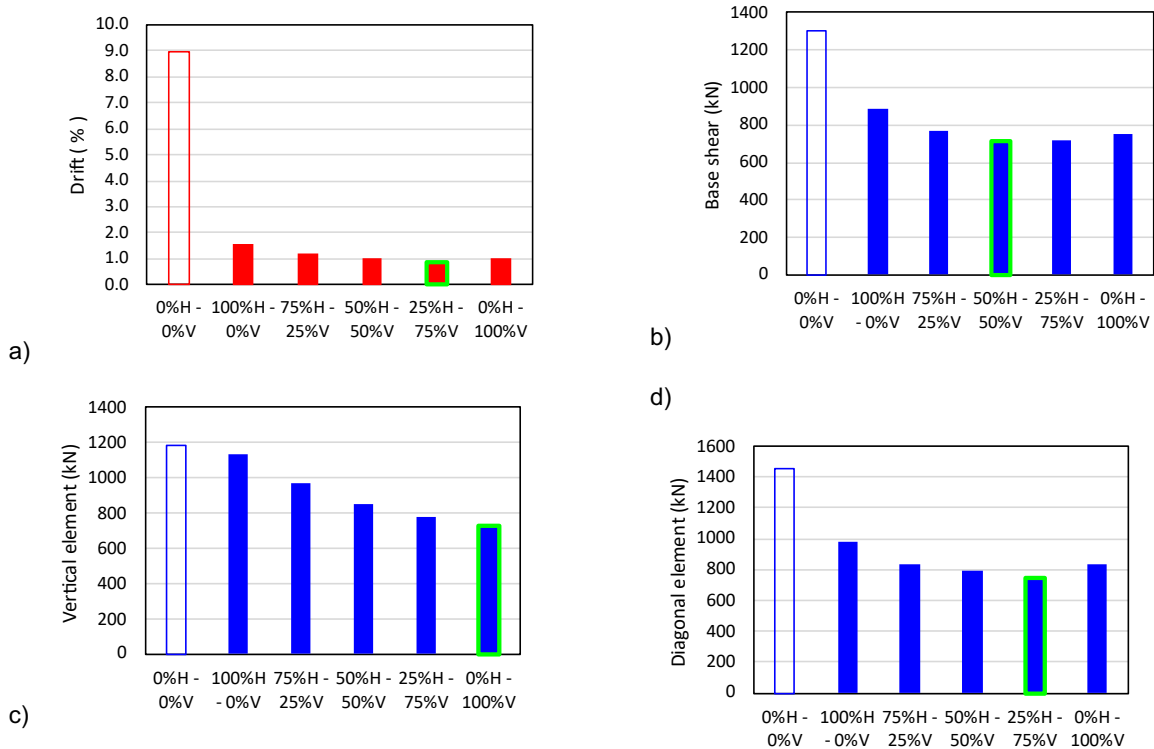 10.0
9.0
8.0
7.0
6.0
5.0
4.0
3.0
2.0
1.0
0.0
Drift ( % )
0%H - 100%H - 75%H - 50%H - 25%H - 0%H -
0%V 0%V 25%V 50%V 75%V 100%V
a)
1400
1200
1000
800
600
400
200
0
Base shear (kN)
0%H - 100%H 75%H - 50%H - 25%H - 0%H -
0%V - 0%V 25%V 50%V 75%V 100%V
b)
1400
1200
1000
800
600
400
200
0
Vertical element (kN)
0%H - 100%H 75%H - 50%H - 25%H - 0%H -
0%V - 0%V 25%V 50%V 75%V 100%V
c)
d)
1600
1400
1200
1000
800
600
400
200
0
Diagonal element (kN)
0%H - 100%H 75%H - 50%H - 25%H - 0%H -
0%V - 0%V 25%V 50%V 75%V 100%V